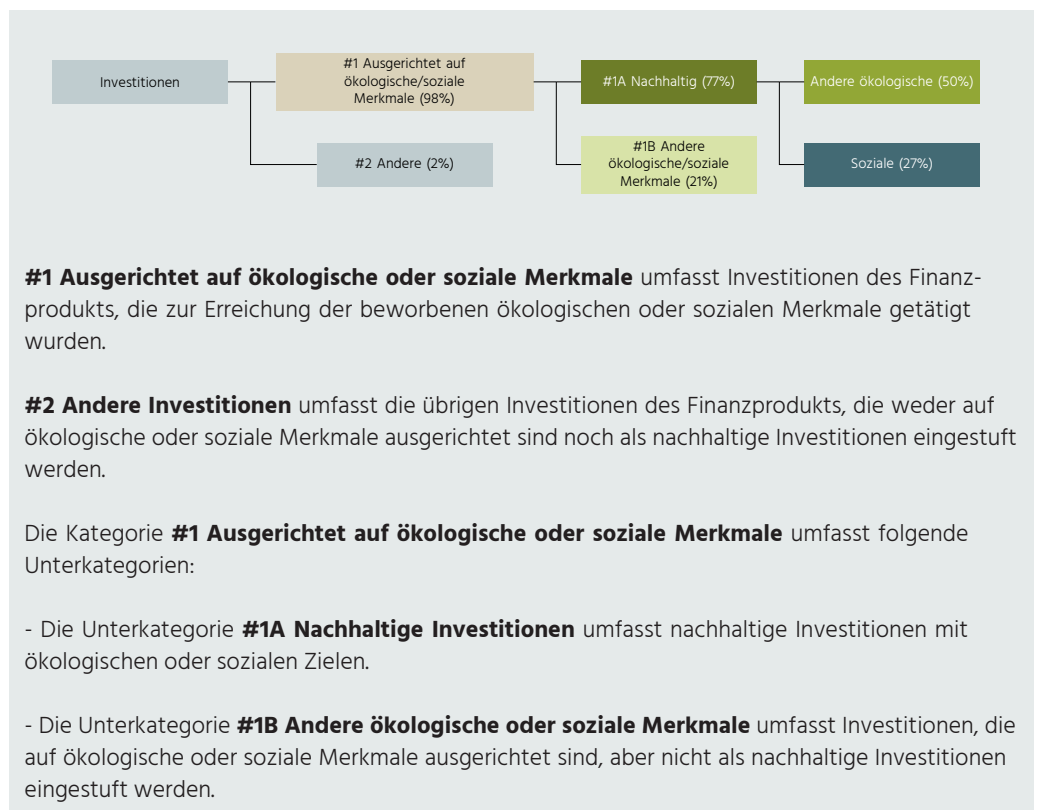 Investitionen
#1 Ausgerichtet auf
ökologische/soziale
Merkmale (98%)
#1A Nachhaltig (77%)
Andere ökologische (50%)
#2 Andere (2%)
#1B Andere
ökologische/soziale
Merkmale (21%)
Soziale (27%)
#1 Ausgerichtet auf ökologische oder soziale Merkmale umfasst Investitionen des Finanz-
produkts, die zur Erreichung der beworbenen ökologischen oder sozialen Merkmale getätigt
wurden.
#2 Andere Investitionen umfasst die übrigen Investitionen des Finanzprodukts, die weder auf
ökologische oder soziale Merkmale ausgerichtet sind noch als nachhaltige Investitionen eingestuft
werden.
Die Kategorie #1 Ausgerichtet auf ökologische oder soziale Merkmale umfasst folgende
Unterkategorien:
- Die Unterkategorie #1A Nachhaltige Investitionen umfasst nachhaltige Investitionen mit
ökologischen oder sozialen Zielen.
- Die Unterkategorie #1B Andere ökologische oder soziale Merkmale umfasst Investitionen, die
auf ökologische oder soziale Merkmale ausgerichtet sind, aber nicht als nachhaltige Investitionen
eingestuft werden.